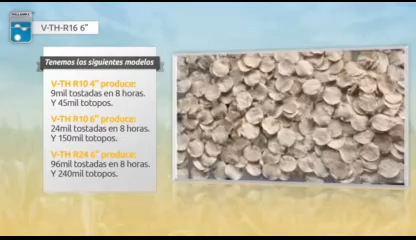 V-TH-R16 6"
Tenemos los siguientes modelos
V-TH R10 4" produce:
9mil tostadas en 8 horas.
Y 45mil totopos.
V-TH R10 6" produce:
24mil tostadas en 8 horas.
Y 150mil totopos.
V-TH R24 6" produce:
96mil tostadas en 8 horas.
Y 240mil totopos.